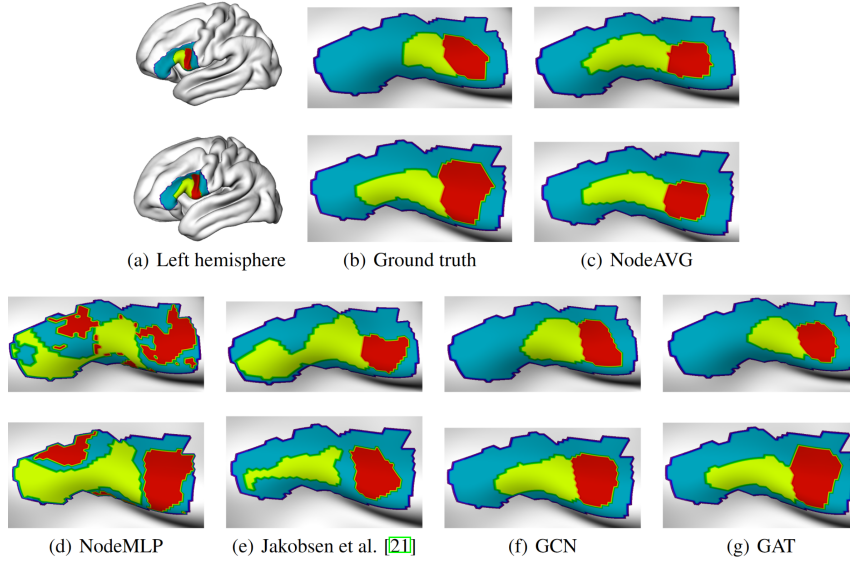 (a) Left hemisphere
(b) Ground truth
(c) NodeAVG
(d) NodeMLP
(e) Jakobsen et al. [21]
(f) GCN
(g) GAT